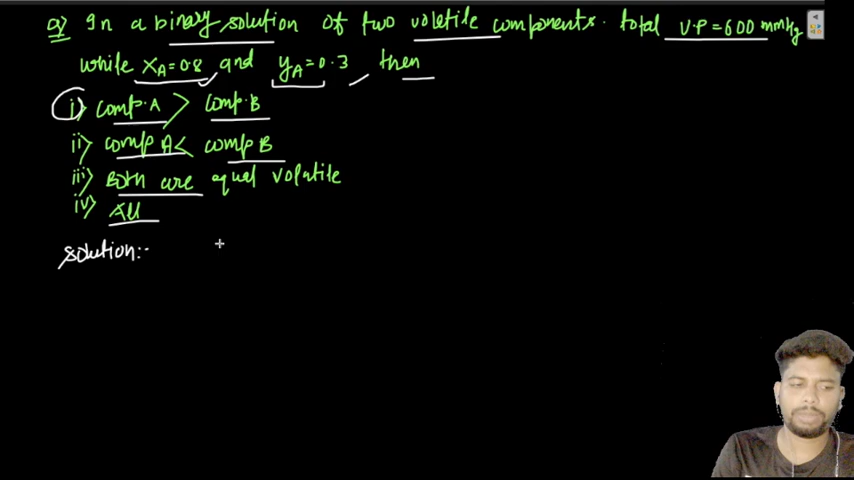 Q) In a binary solution of two volatile components. total V.P = 600 mmHg
while XA = 0.8 and yA = 0.3 then
i) comp. A > comp. B
ii) comp A < comp B
iii) Both are equal volatile
iv) All
solution:-